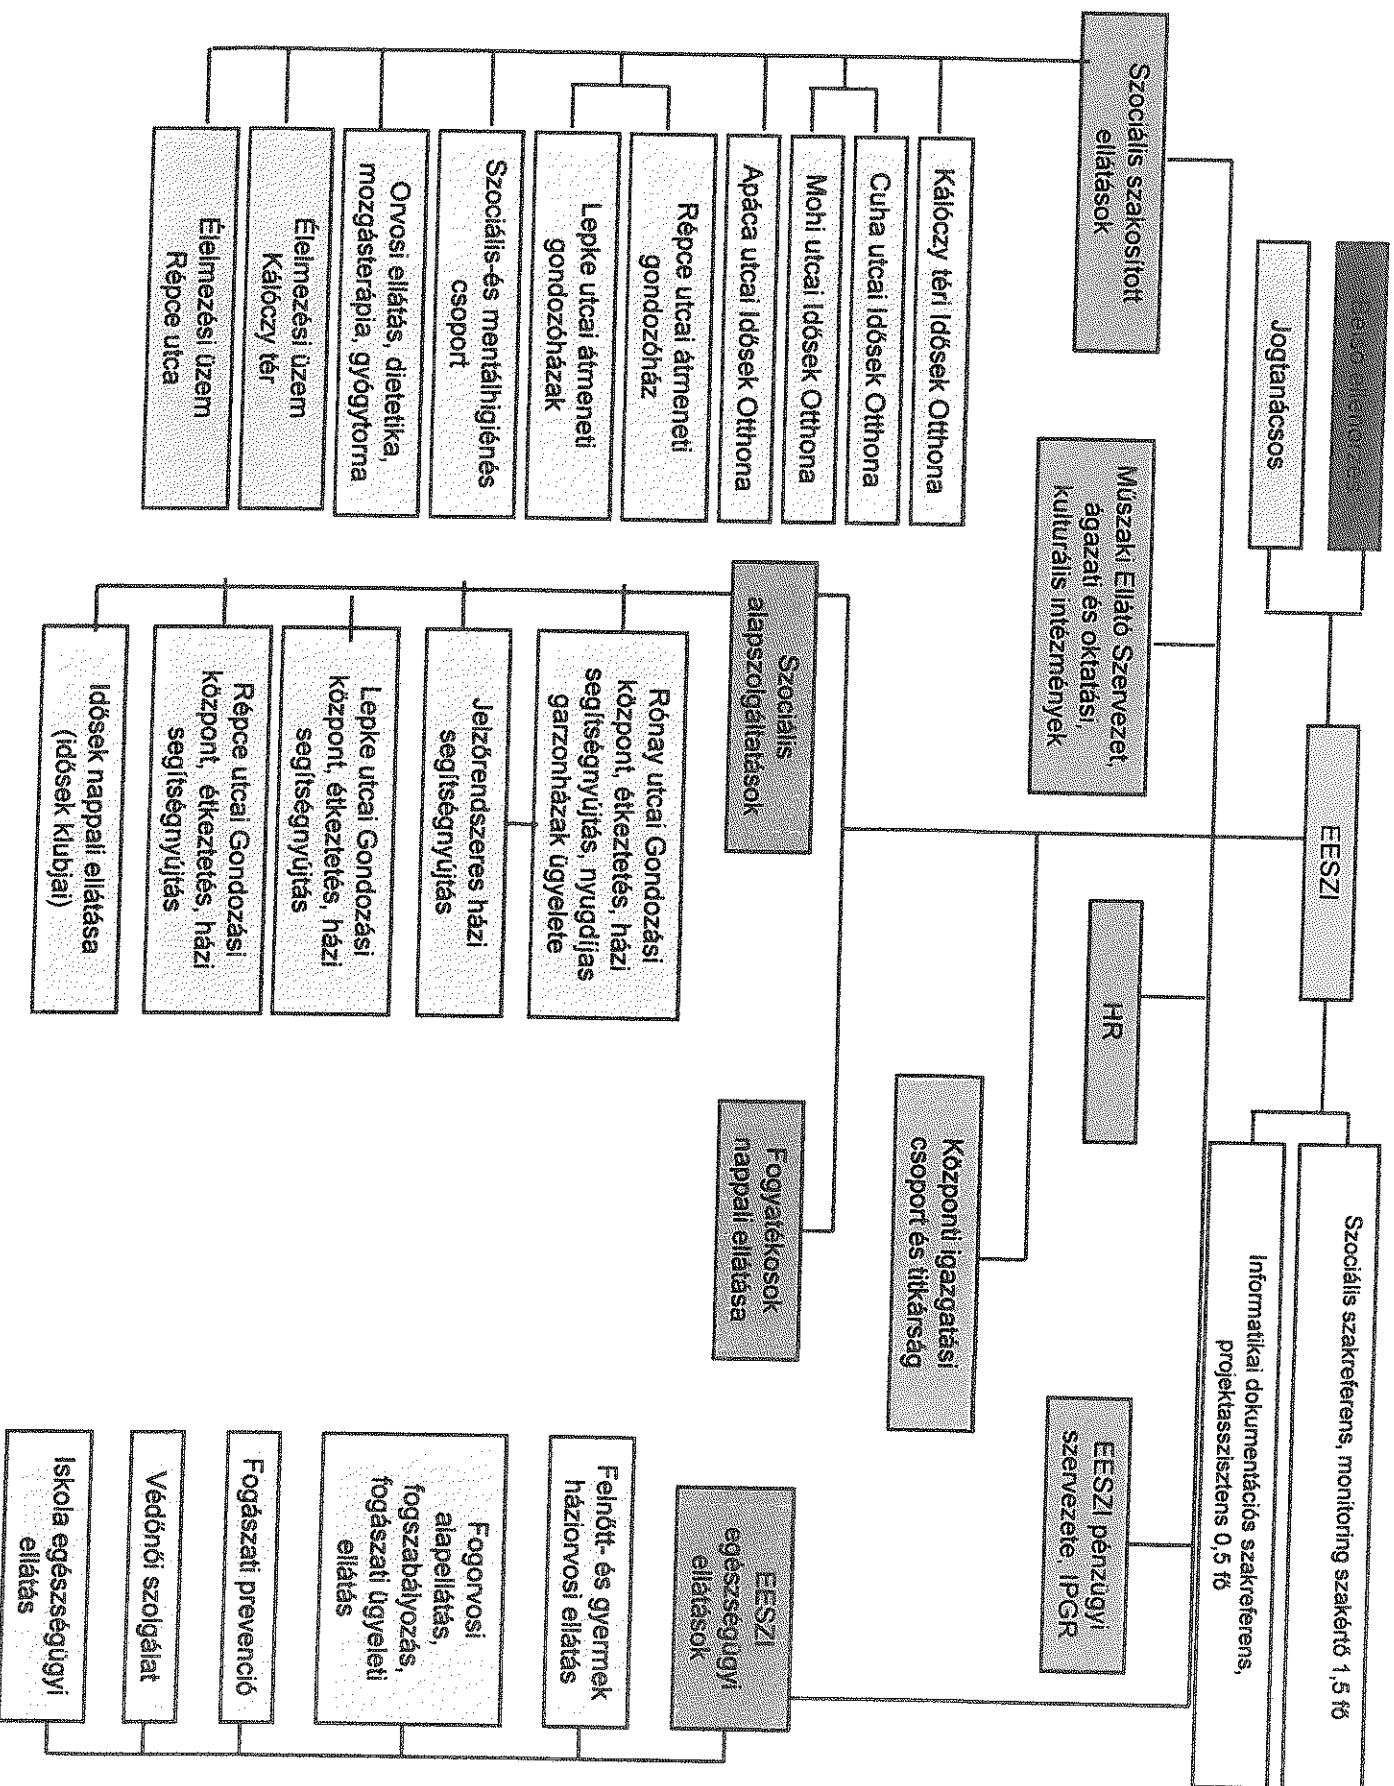 Jogtanácsos
EESZI
Szociális szakreferens, monitoring szakértő 1,5 fő
Informatikai dokumentációs szakreferens,
projektasszisztens 0,5 fő
Szociális szakosított
ellátások
Műszaki Ellátó Szervezet,
ágazati és oktatási,
kulturális intézmények
HR
EESZI pénzügyi
szervezete, IPGR
Központi igazgatási
csoport és titkárság
Kálóczy téri Idősek Otthona
Cuha utcai Idősek Otthona
Mohi utcai Idősek Otthona
Apáca utcai Idősek Otthona
Répce utcai átmeneti
gondozóház
Lepke utcai átmeneti
gondozóházak
Szociális-és mentálhigiénés
csoport
Orvosi ellátás, dietetika,
mozgásterápia, gyógytorna
Élelmezési üzem
Kálóczy tér
Élelmezési üzem
Répce utca
Szociális
alapszolgáltatások
Rónay utcai Gondozási
központ, étkeztetés, házi
segítségnyújtás, nyugdíjas
garzonházak ügyelete
Jelzőrendszeres házi
segítségnyújtás
Lepke utcai Gondozási
központ, étkeztetés, házi
segítségnyújtás
Répce utcai Gondozási
központ, étkeztetés, házi
segítségnyújtás
Idősek nappali ellátása
(idősek klubjai)
Fogyatékosok
nappali ellátása
EESZI
egészségügyi
ellátások
Felnőtt- és gyermek
háziorvosi ellátás
Fogorvosi
alapellátás,
fogszabályozás,
fogászati ügyeleti
ellátás
Fogászati prevenció
Védőnői szolgálat
Iskola egészségügyi
ellátás